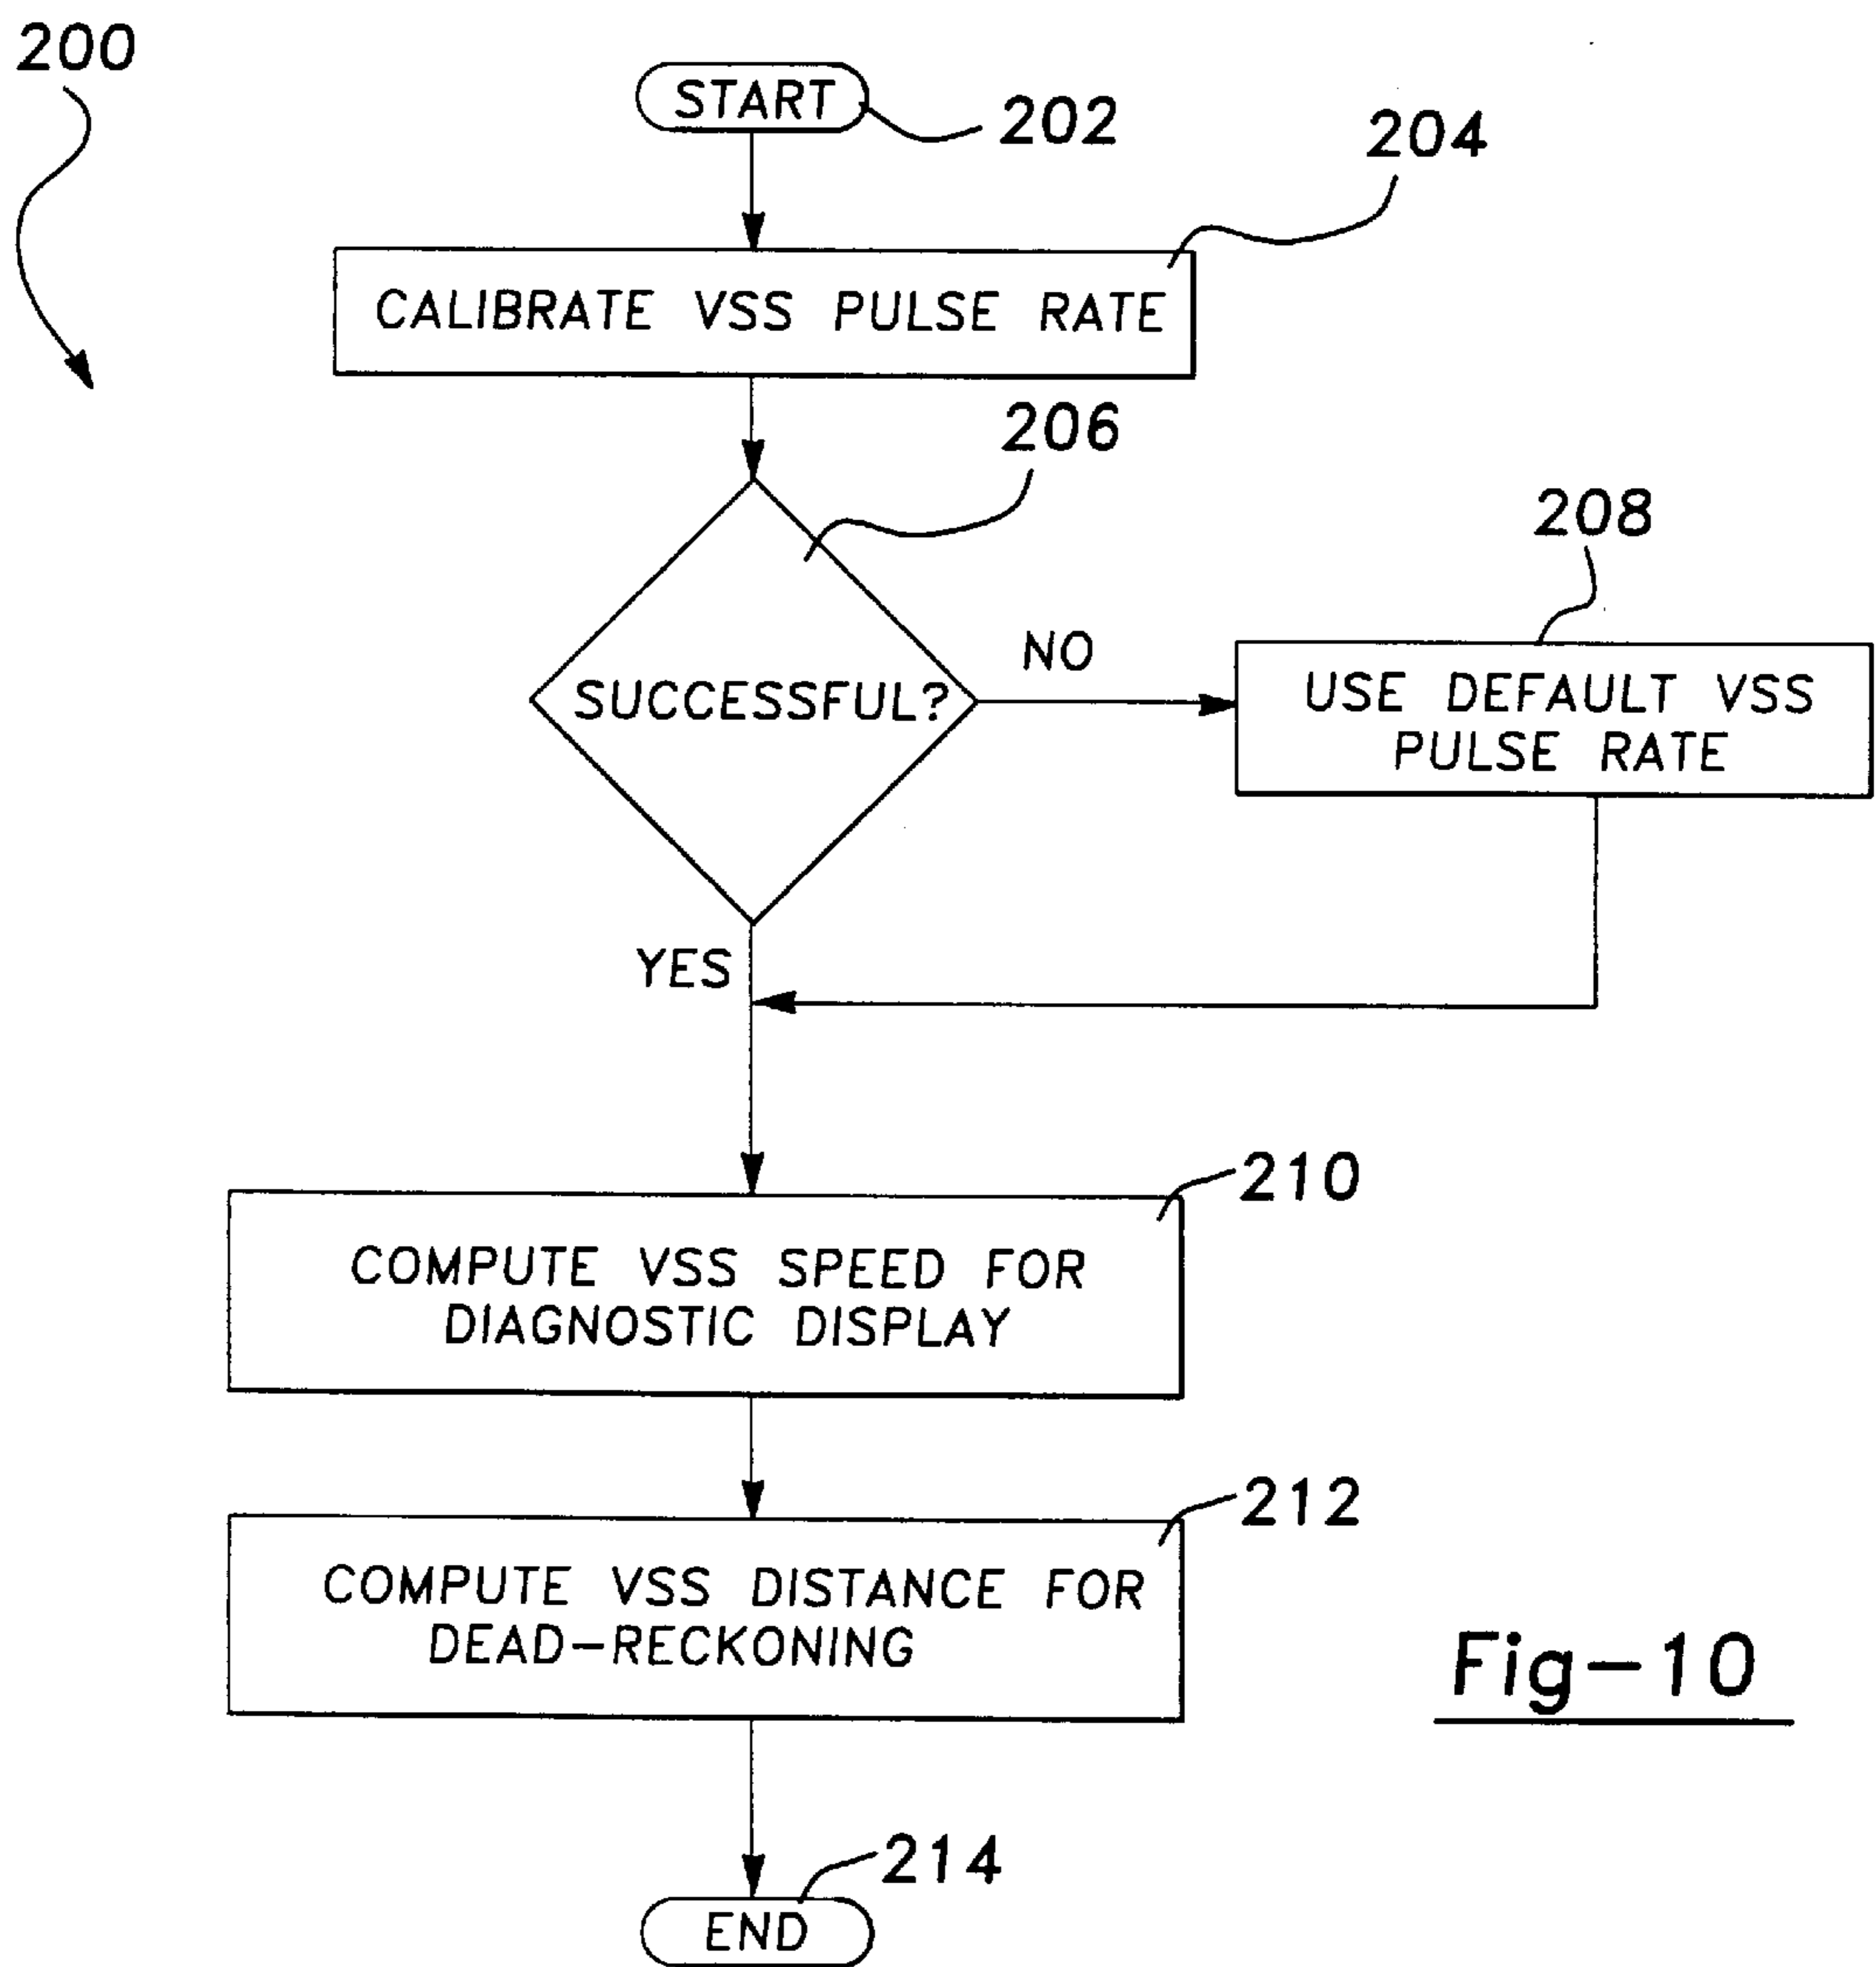 200
START
202
204
CALIBRATE VSS PULSE RATE
206
208
SUCCESSFUL?
NO
USE DEFAULT VSS
PULSE RATE
YES
210
COMPUTE VSS SPEED FOR
DIAGNOSTIC DISPLAY
212
COMPUTE VSS DISTANCE FOR
DEAD-RECKONING
Fig-10
214
END